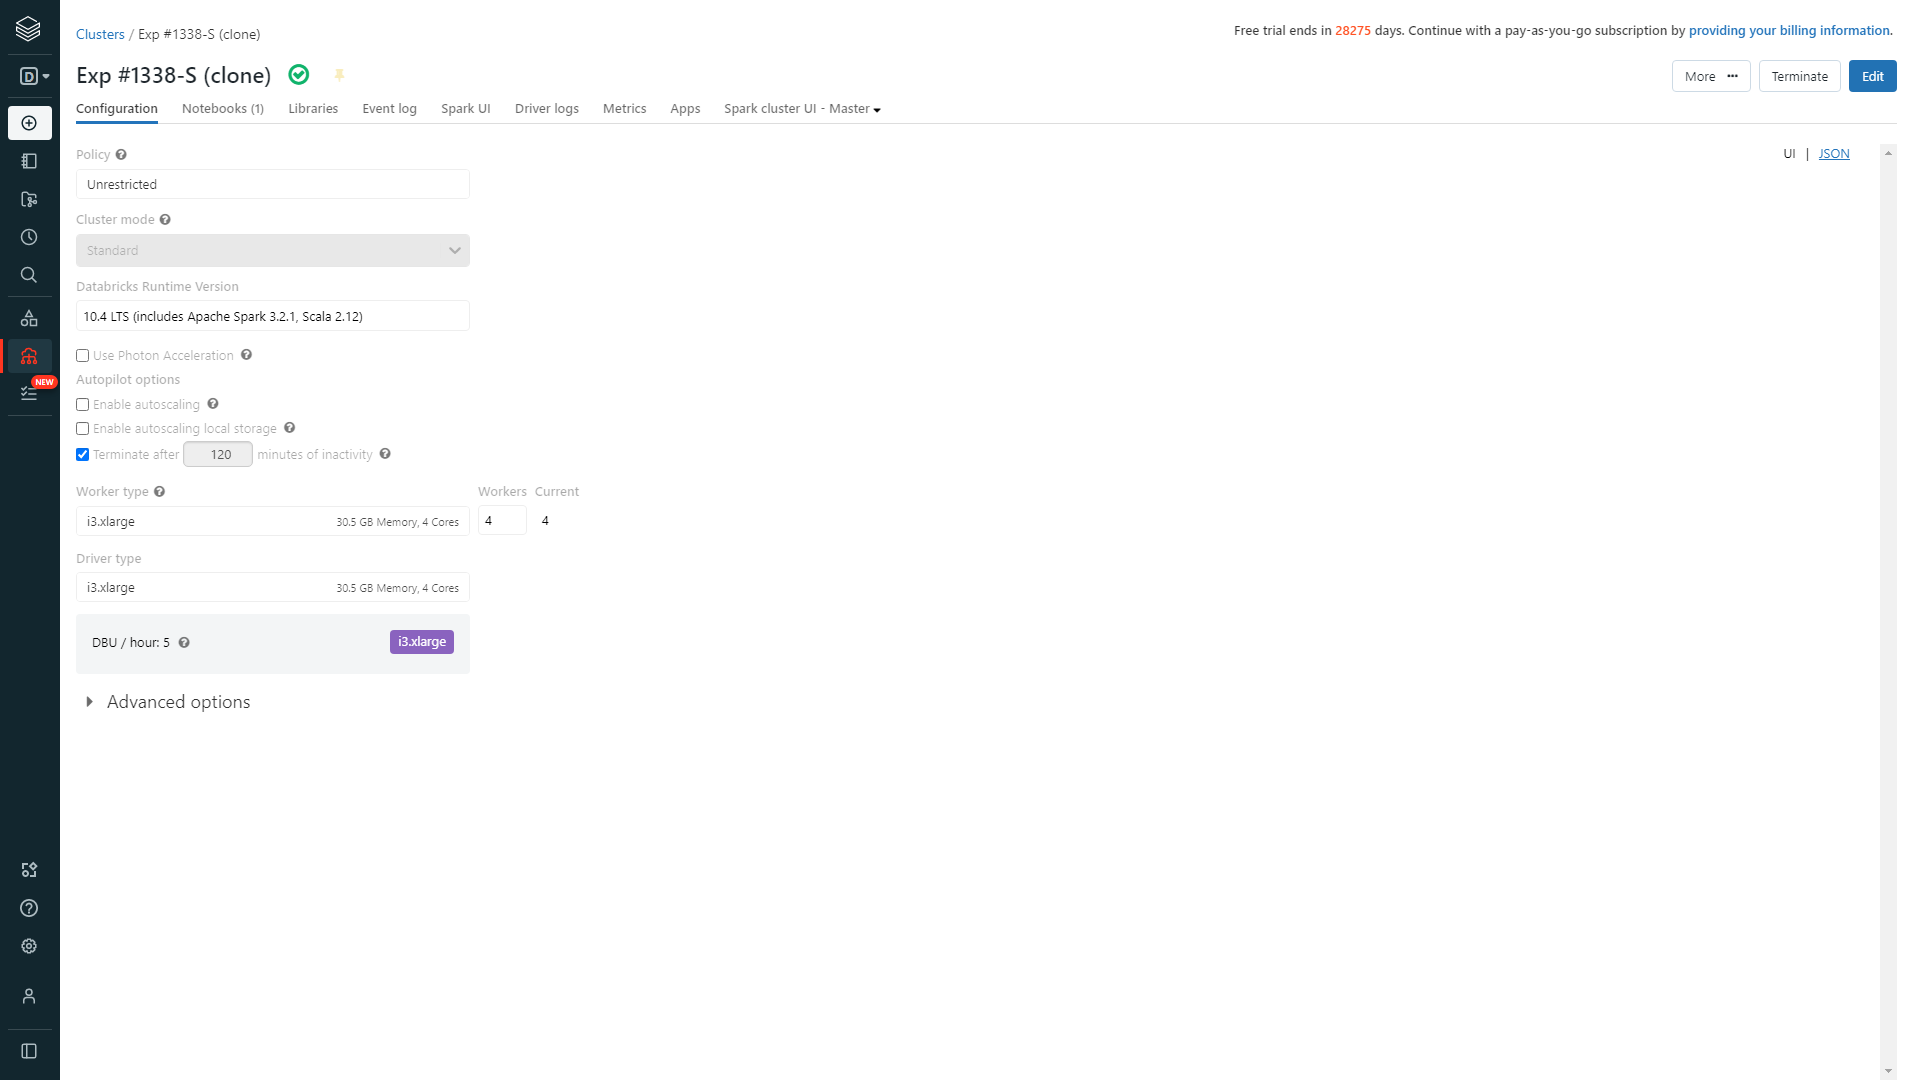 Clusters / Exp #1338-S (clone)
Free trial ends in 28275 days. Continue with a pay-as-you-go subscription by providing your billing information.
D
Exp #1338-S (clone)
More ··· Terminate Edit
Configuration Notebooks (1) Libraries Event log Spark UI Driver logs Metrics Apps Spark cluster UI - Master
UI | JSON
Policy ?
Unrestricted
Cluster mode ?
Standard
Databricks Runtime Version
10.4 LTS (includes Apache Spark 3.2.1, Scala 2.12)
Use Photon Acceleration ?
Autopilot options
NEW
Enable autoscaling ?
Enable autoscaling local storage ?
Terminate after 120 minutes of inactivity ?
Worker type ? Workers Current
i3.xlarge 30.5 GB Memory, 4 Cores 4 4
Driver type
i3.xlarge 30.5 GB Memory, 4 Cores
DBU / hour: 5 ? i3.xlarge
Advanced options